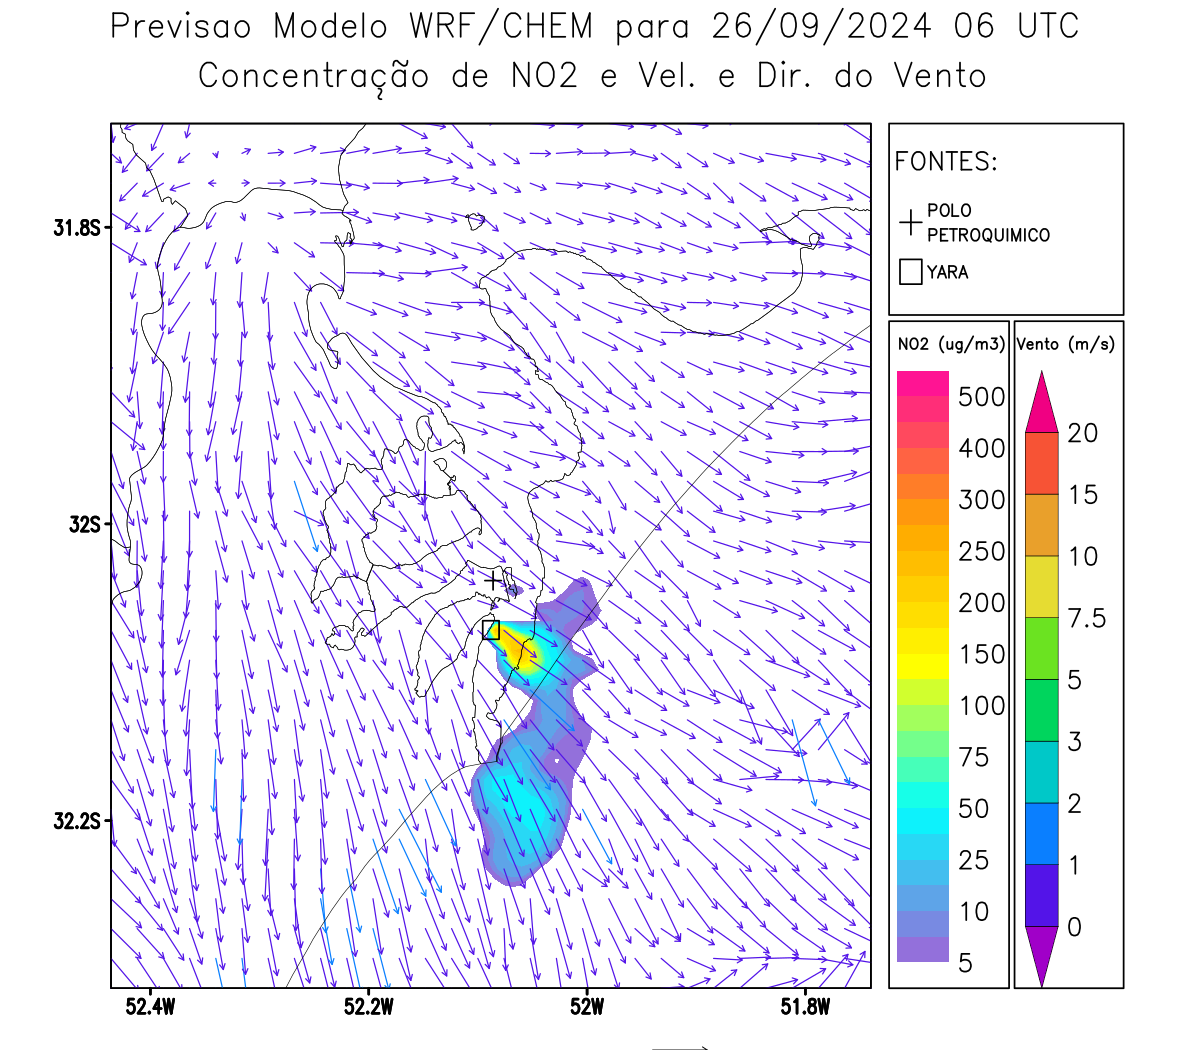 Previsao Modelo WRF/CHEM para 26/09/2024 06 UTC
Concentração de NO2 e Vel. e Dir. do Vento
FONTES:
POLO
PETROQUIMICO
YARA
NO2 (ug/m3)
500
400
300
250
200
150
100
75
50
25
10
5
Vento (m/s)
20
15
10
7.5
5
3
2
1
0
31.8S
32S
32.2S
52.4W
52.2W
52W
51.8W